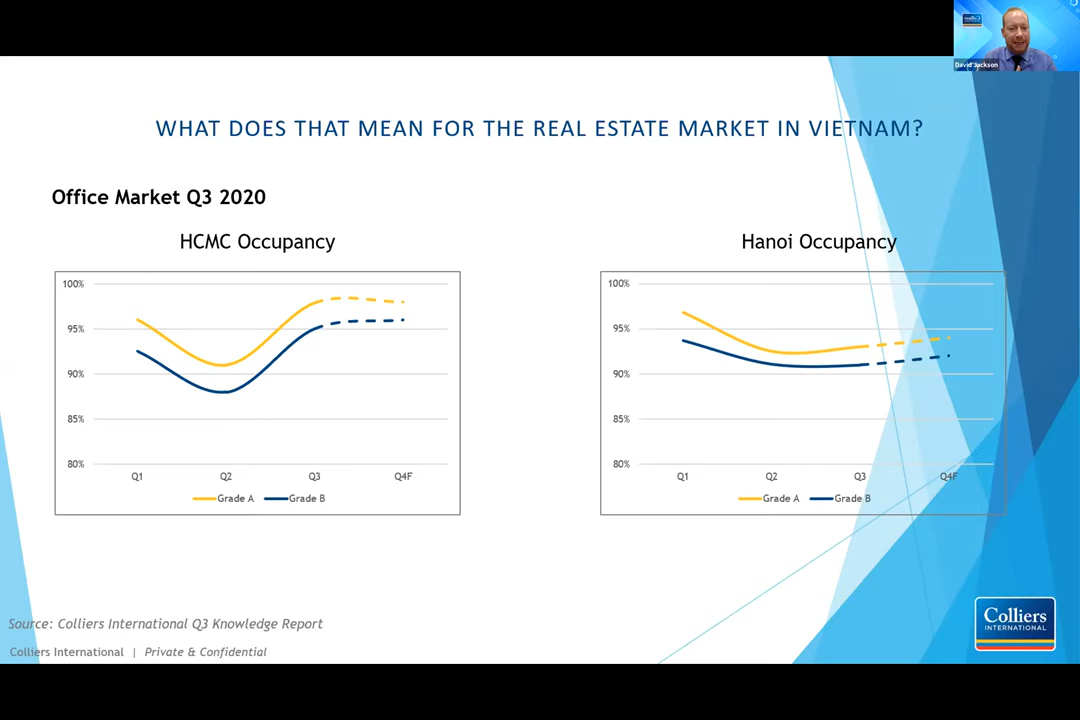 colliers
David Jackson
WHAT DOES THAT MEAN FOR THE REAL ESTATE MARKET IN VIETNAM?
Office Market Q3 2020
HCMC Occupancy
100%
95%
90%
85%
80%
Q1 Q2 Q3 Q4F
Grade A Grade B
Hanoi Occupancy
100%
95%
90%
85%
80%
Q1 Q2 Q3 Q4F
Grade A Grade B
Source: Colliers International Q3 Knowledge Report
Colliers International | Private & Confidential
Colliers
INTERNATIONAL